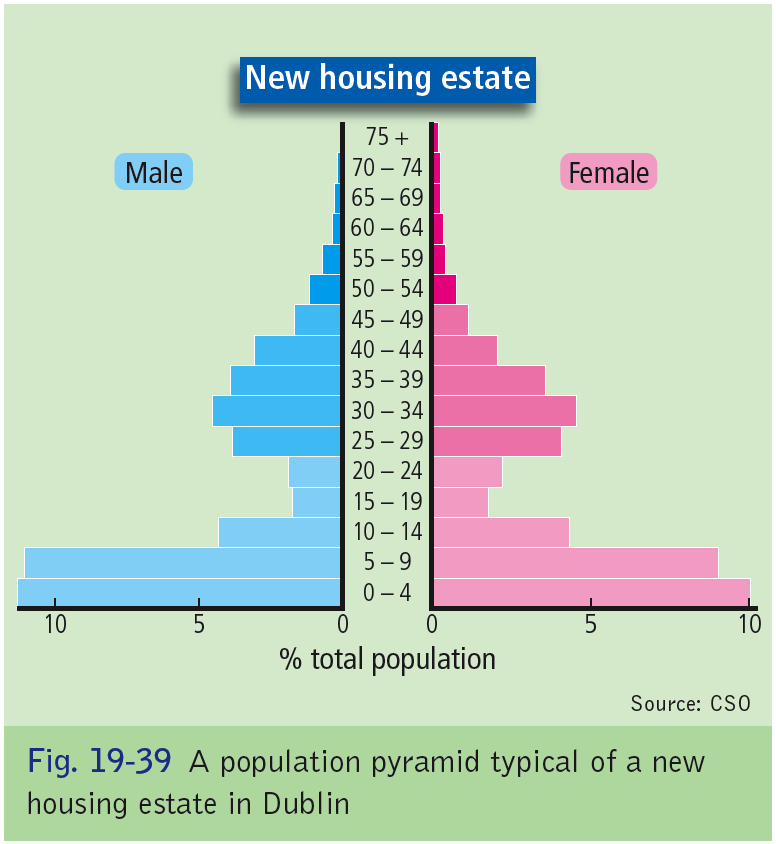 New housing estate
Male
Female
75 +
70 – 74
65 – 69
60 – 64
55 – 59
50 – 54
45 – 49
40 – 44
35 – 39
30 – 34
25 – 29
20 – 24
15 – 19
10 – 14
5 – 9
0 – 4
10 5 0 0 5 10
% total population
Source: CSO
Fig. 19-39 A population pyramid typical of a new
housing estate in Dublin